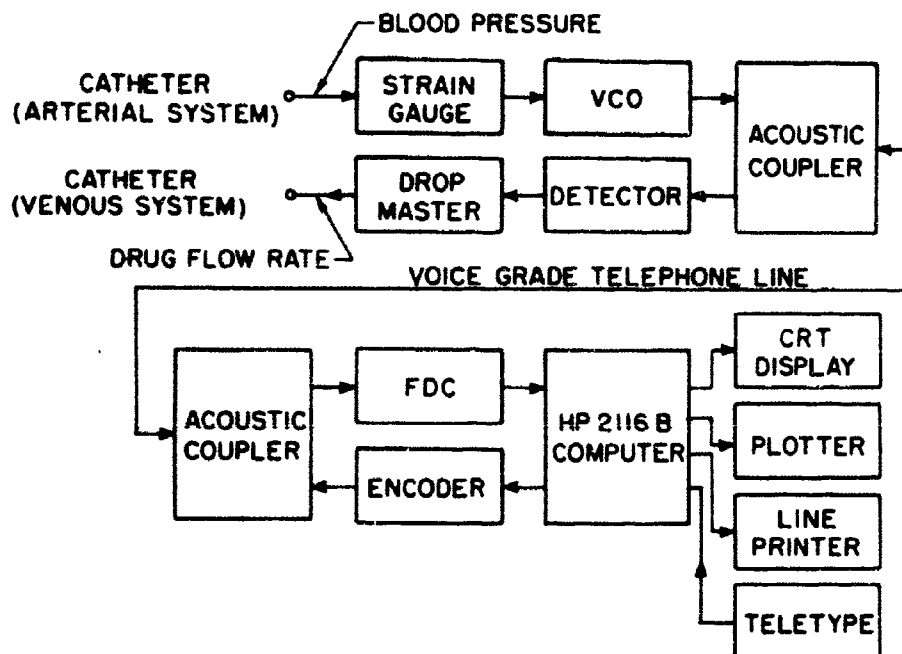 BLOOD PRESSURE
CATHETER
(ARTERIAL SYSTEM)
STRAIN
GAUGE
VCO
ACOUSTIC
COUPLER
CATHETER
(VENOUS SYSTEM)
DROP
MASTER
DETECTOR
DRUG FLOW RATE
VOICE GRADE TELEPHONE LINE
ACOUSTIC
COUPLER
FDC
ENCODER
HP 2116 B
COMPUTER
CRT
DISPLAY
PLOTTER
LINE
PRINTER
TELETYPE